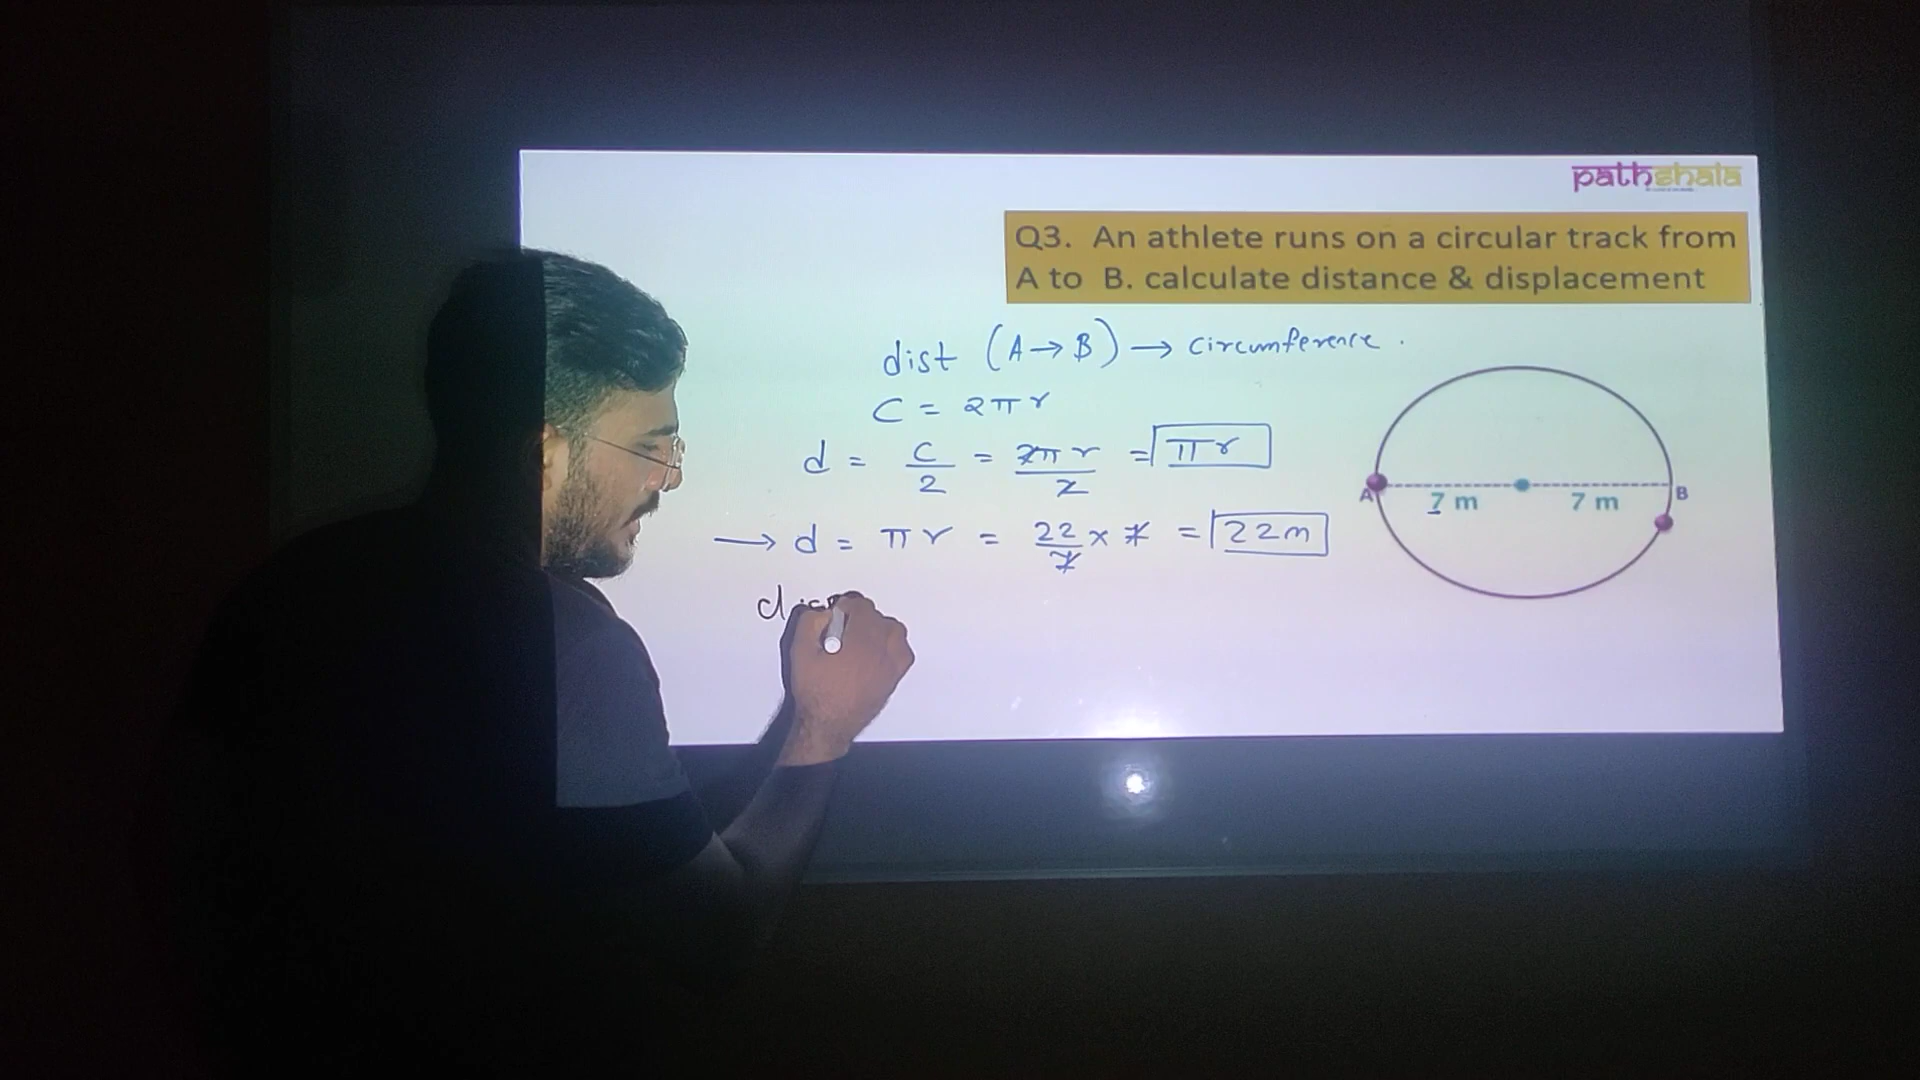 pathshala
Q3. An athlete runs on a circular track from
A to B. calculate distance & displacement
dist (A → B) → circumference.
C = 2πr
d = C/2 = 2πr/2 = πr
→ d = πr = 22/7 × 7 = 22m
A 7 m 7 m B